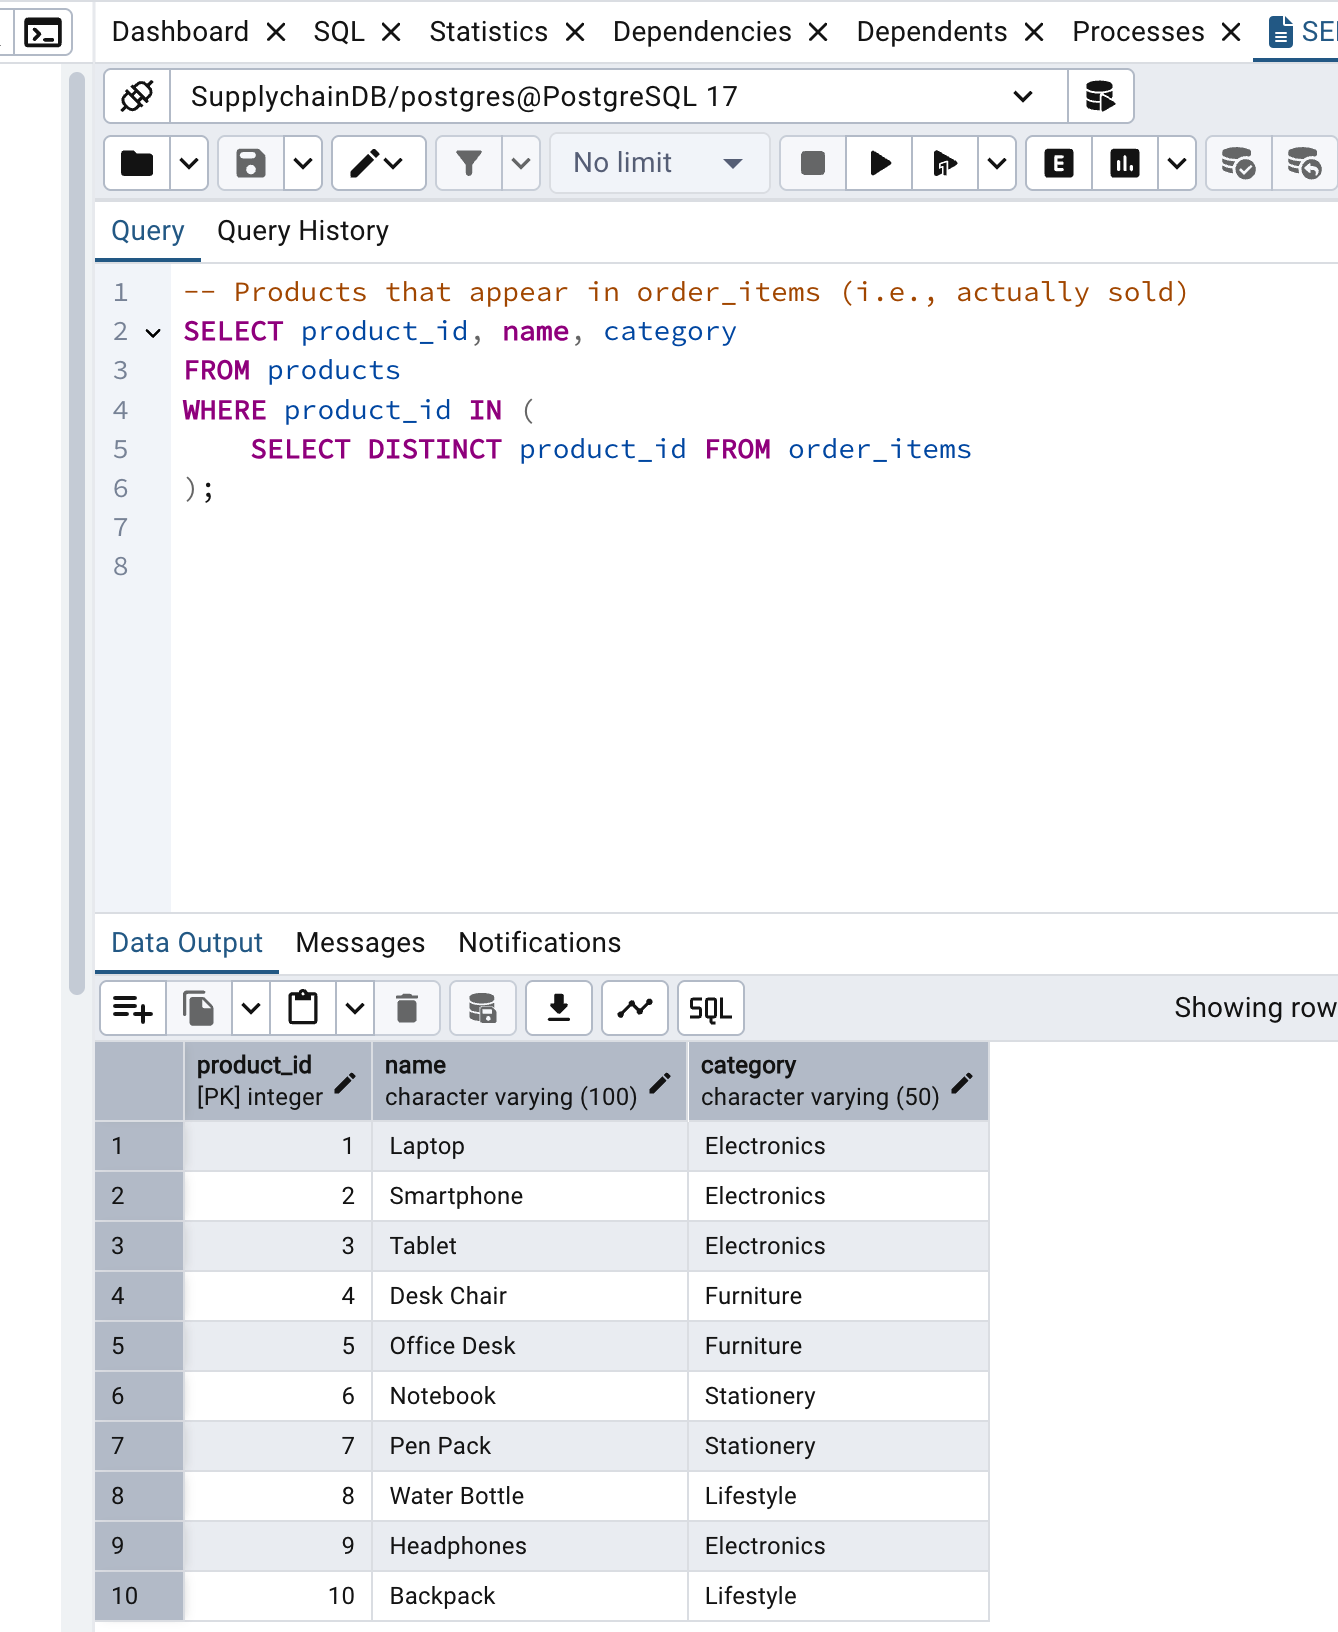 Dashboard SQL Statistics Dependencies Dependents Processes
SupplychainDB/postgres@PostgreSQL 17
No limit E
Query Query History
1 -- Products that appear in order_items (i.e., actually sold)
2 SELECT product_id, name, category
3 FROM products
4 WHERE product_id IN (
5 SELECT DISTINCT product_id FROM order_items
6 );
7
8
Data Output Messages Notifications
SQL Showing row
product_id name category
[PK] integer character varying (100) character varying (50)
1 1 Laptop Electronics
2 2 Smartphone Electronics
3 3 Tablet Electronics
4 4 Desk Chair Furniture
5 5 Office Desk Furniture
6 6 Notebook Stationery
7 7 Pen Pack Stationery
8 8 Water Bottle Lifestyle
9 9 Headphones Electronics
10 10 Backpack Lifestyle